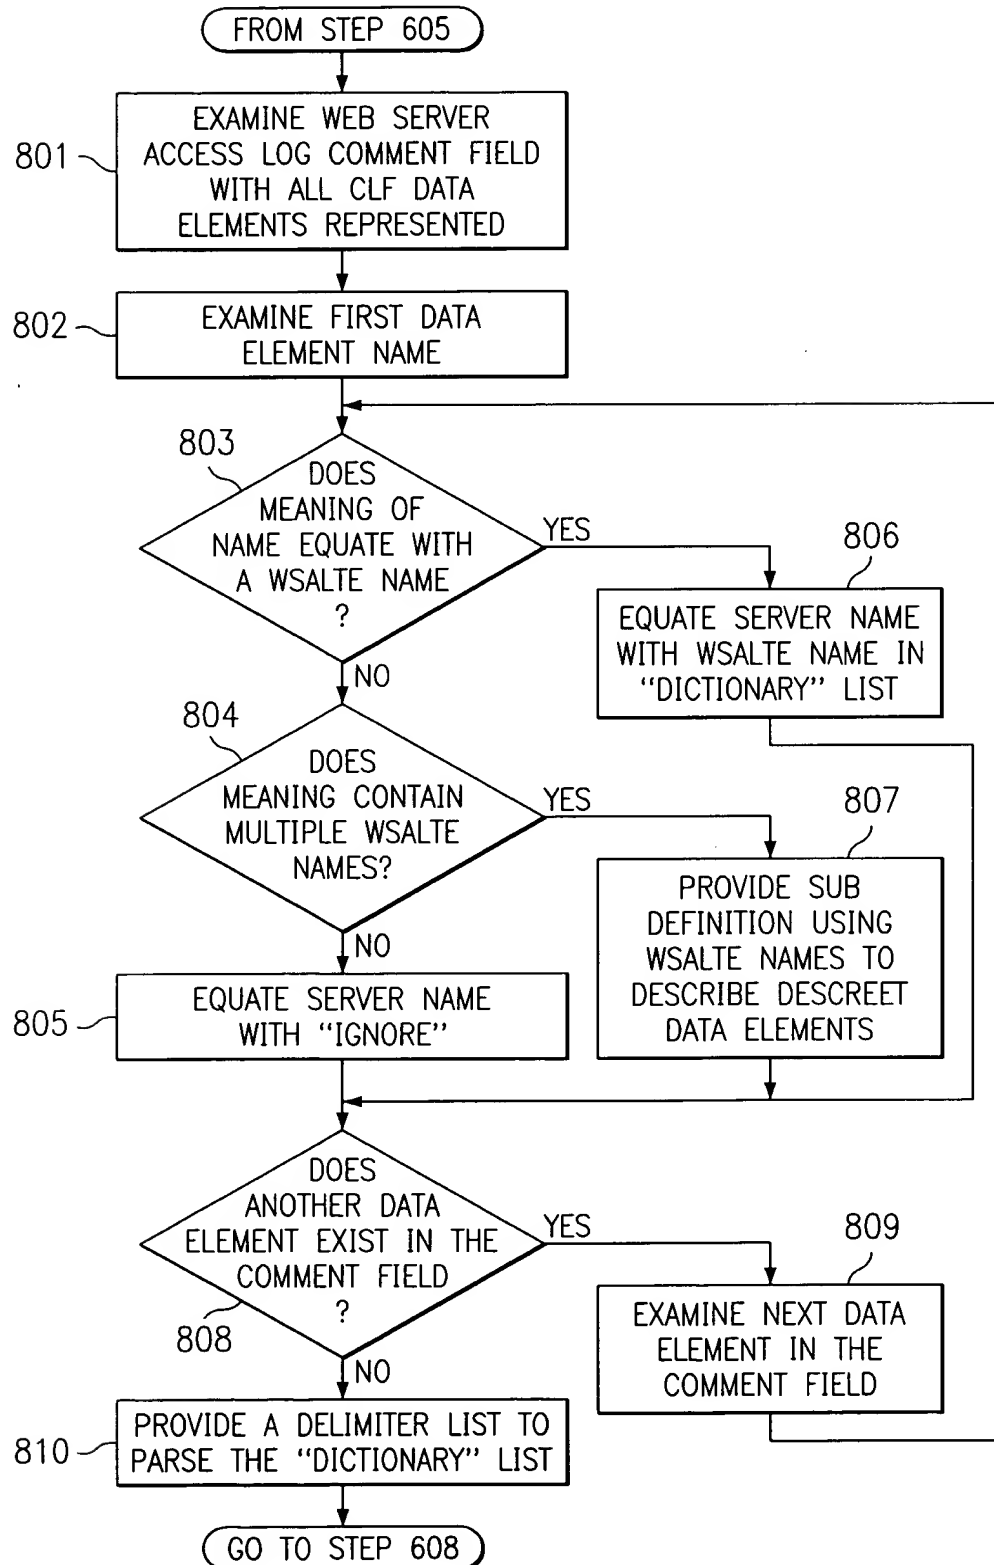 FROM STEP 605
801
EXAMINE WEB SERVER
ACCESS LOG COMMENT FIELD
WITH ALL CLF DATA
ELEMENTS REPRESENTED
802
EXAMINE FIRST DATA
ELEMENT NAME
803
DOES
MEANING OF
NAME EQUATE WITH
A WSALTE NAME
?
YES
NO
806
EQUATE SERVER NAME
WITH WSALTE NAME IN
“DICTIONARY” LIST
804
DOES
MEANING CONTAIN
MULTIPLE WSALTE
NAMES?
YES
NO
807
PROVIDE SUB
DEFINITION USING
WSALTE NAMES TO
DESCRIBE DESCREET
DATA ELEMENTS
805
EQUATE SERVER NAME
WITH “IGNORE”
DOES
ANOTHER DATA
ELEMENT EXIST IN THE
COMMENT FIELD
?
808
YES
NO
809
EXAMINE NEXT DATA
ELEMENT IN THE
COMMENT FIELD
810
PROVIDE A DELIMITER LIST TO
PARSE THE “DICTIONARY” LIST
GO TO STEP 608